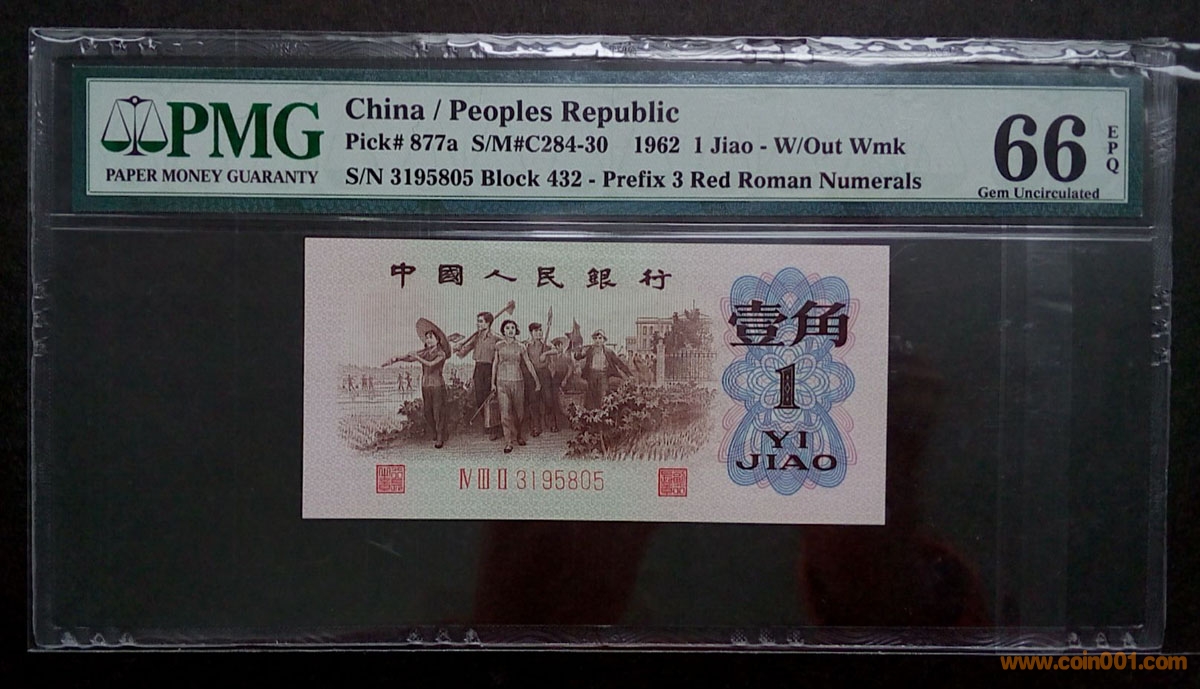 PMG
PAPER MONEY GUARANTY
China / Peoples Republic
Pick# 877a S/M#C284-30 1962 1 Jiao - W/Out Wmk
S/N 3195805 Block 432 - Prefix 3 Red Roman Numerals
66
EPQ
Gem Uncirculated
中國人民銀行
壹角
1
YI
JIAO
Ⅳ Ⅲ Ⅱ 3195805
www.coin001.com